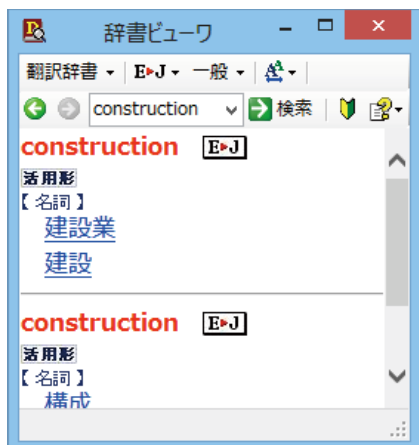 辞書ビューワ
翻訳辞書 E▸J 一般
construction 検索
construction E▸J
活用形
【名詞】
建設業
建設
construction E▸J
活用形
【名詞】
構成